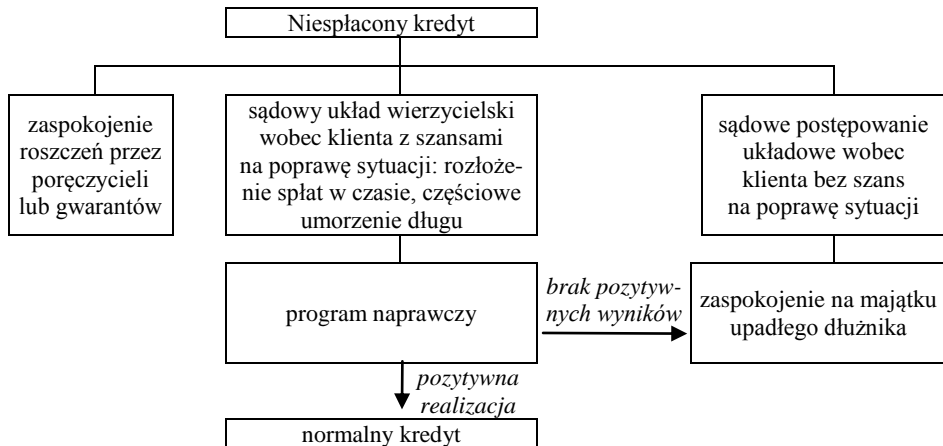 Niespłacony kredyt
zaspokojenie
roszczeń przez
poręczycieli
lub gwarantów
sądowy układ wierzycielski
wobec klienta z szansami
na poprawę sytuacji: rozłoże-
nie spłat w czasie, częściowe
umorzenie długu
sądowe postępowanie
układowe wobec
klienta bez szans
na poprawę sytuacji
program naprawczy
brak pozytyw-
nych wyników
zaspokojenie na majątku
upadłego dłużnika
pozytywna
realizacja
normalny kredyt